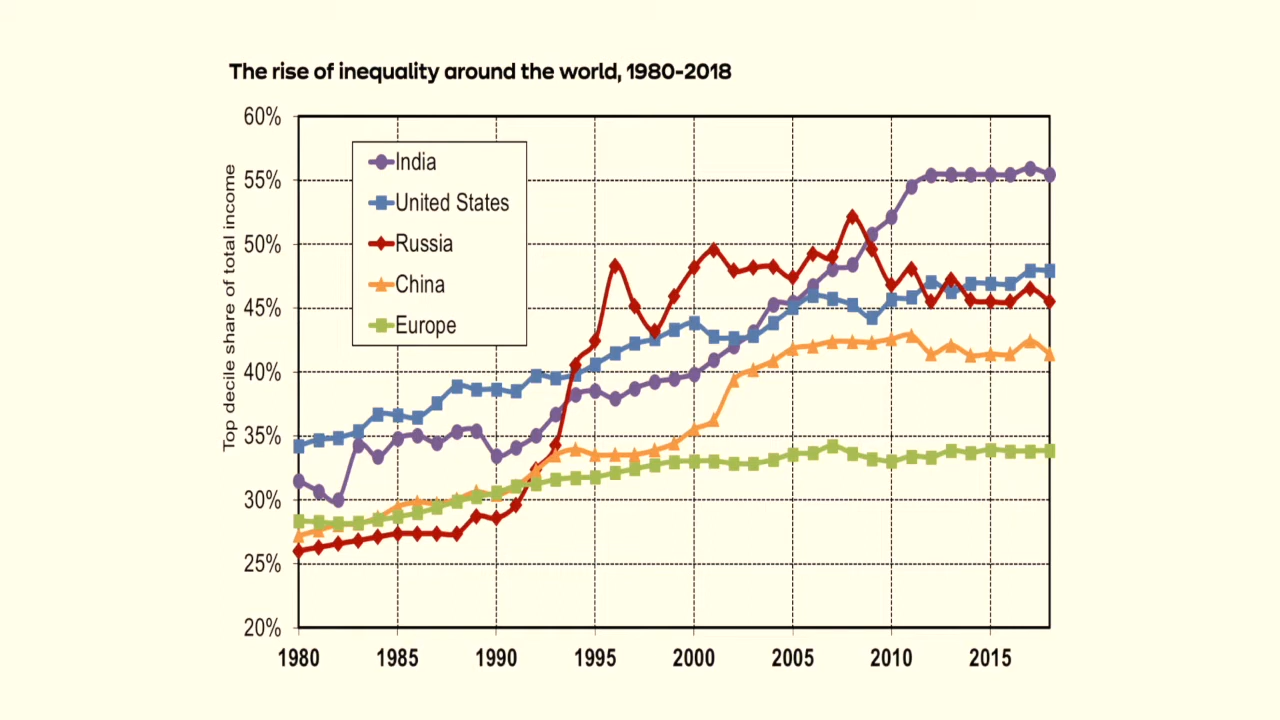 The rise of inequality around the world, 1980-2018
Top decile share of total income
60%
55%
50%
45%
40%
35%
30%
25%
20%
India
United States
Russia
China
Europe
1980 1985 1990 1995 2000 2005 2010 2015